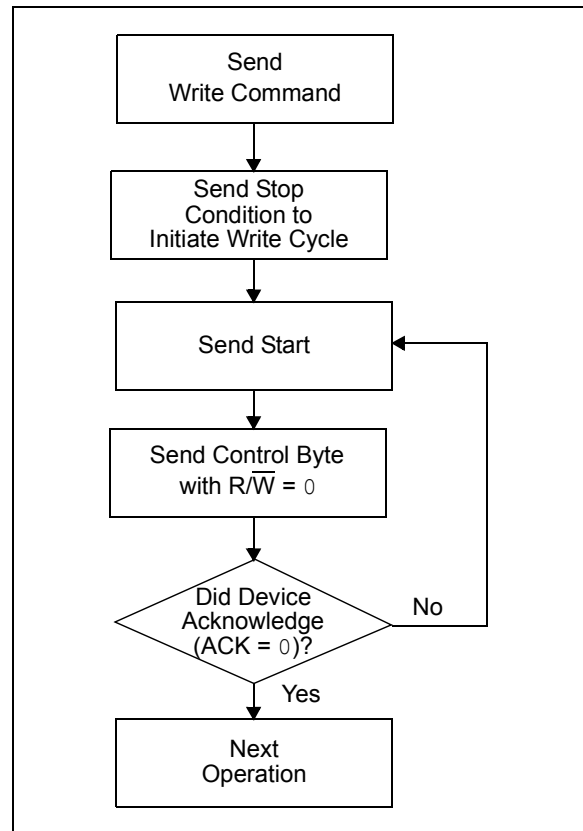 Send
Write Command
Send Stop
Condition to
Initiate Write Cycle
Send Start
Send Control Byte
with R/W̅ = 0
Did Device
Acknowledge
(ACK = 0)?
No
Yes
Next
Operation